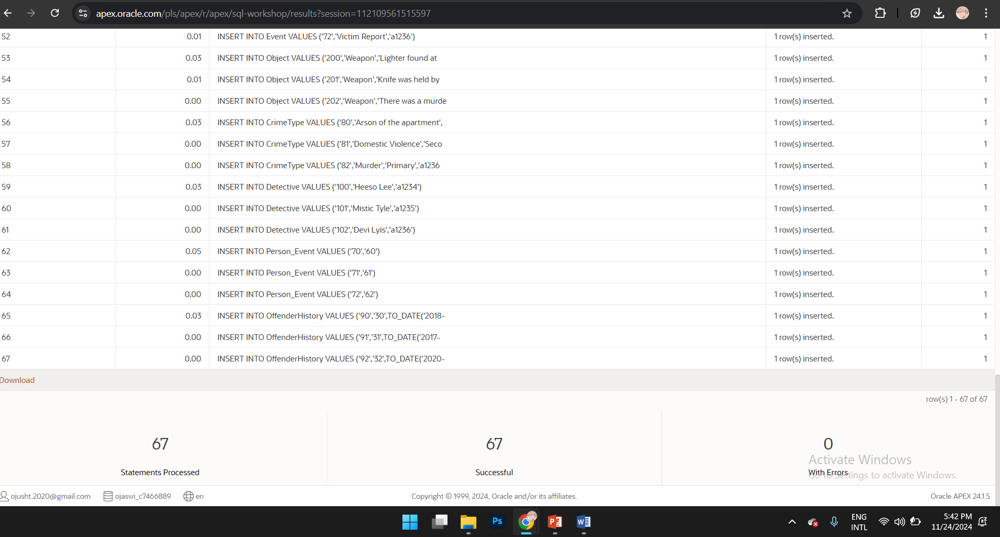 apex.oracle.com/pls/apex/r/apex/sql-workshop/results?session=112109561515597
52 0.01 INSERT INTO Event VALUES ('72','Victim Report','a1236') 1 row(s) inserted. 1
53 0.03 INSERT INTO Object VALUES ('200','Weapon','Lighter found at 1 row(s) inserted. 1
54 0.01 INSERT INTO Object VALUES ('201','Weapon','Knife was held by 1 row(s) inserted. 1
55 0.00 INSERT INTO Object VALUES ('202','Weapon','There was a murde 1 row(s) inserted. 1
56 0.03 INSERT INTO CrimeType VALUES ('80','Arson of the apartment', 1 row(s) inserted. 1
57 0.00 INSERT INTO CrimeType VALUES ('81','Domestic Violence','Seco 1 row(s) inserted. 1
58 0.00 INSERT INTO CrimeType VALUES ('82','Murder','Primary','a1236 1 row(s) inserted. 1
59 0.03 INSERT INTO Detective VALUES ('100','Heeso Lee','a1234') 1 row(s) inserted. 1
60 0.00 INSERT INTO Detective VALUES ('101','Mistic Tyle','a1235') 1 row(s) inserted. 1
61 0.00 INSERT INTO Detective VALUES ('102','Devi Lyis','a1236') 1 row(s) inserted. 1
62 0.05 INSERT INTO Person_Event VALUES ('70','60') 1 row(s) inserted. 1
63 0.00 INSERT INTO Person_Event VALUES ('71','61') 1 row(s) inserted. 1
64 0.00 INSERT INTO Person_Event VALUES ('72','62') 1 row(s) inserted. 1
65 0.03 INSERT INTO OffenderHistory VALUES ('90','30',TO_DATE('2018- 1 row(s) inserted. 1
66 0.00 INSERT INTO OffenderHistory VALUES ('91','31',TO_DATE('2017- 1 row(s) inserted. 1
67 0.00 INSERT INTO OffenderHistory VALUES ('92','32',TO_DATE('2020- 1 row(s) inserted. 1
Download
row(s) 1 - 67 of 67
67 67 0
Activate Windows
Statements Processed Successful With Errors
Go to Settings to activate Windows.
ojusht.2020@gmail.com ojaswi_c7466889 en Copyright © 1999, 2024, Oracle and/or its affiliates. Oracle APEX 24.1.5
Ps P W ENG 5:42 PM
INTL 11/24/2024